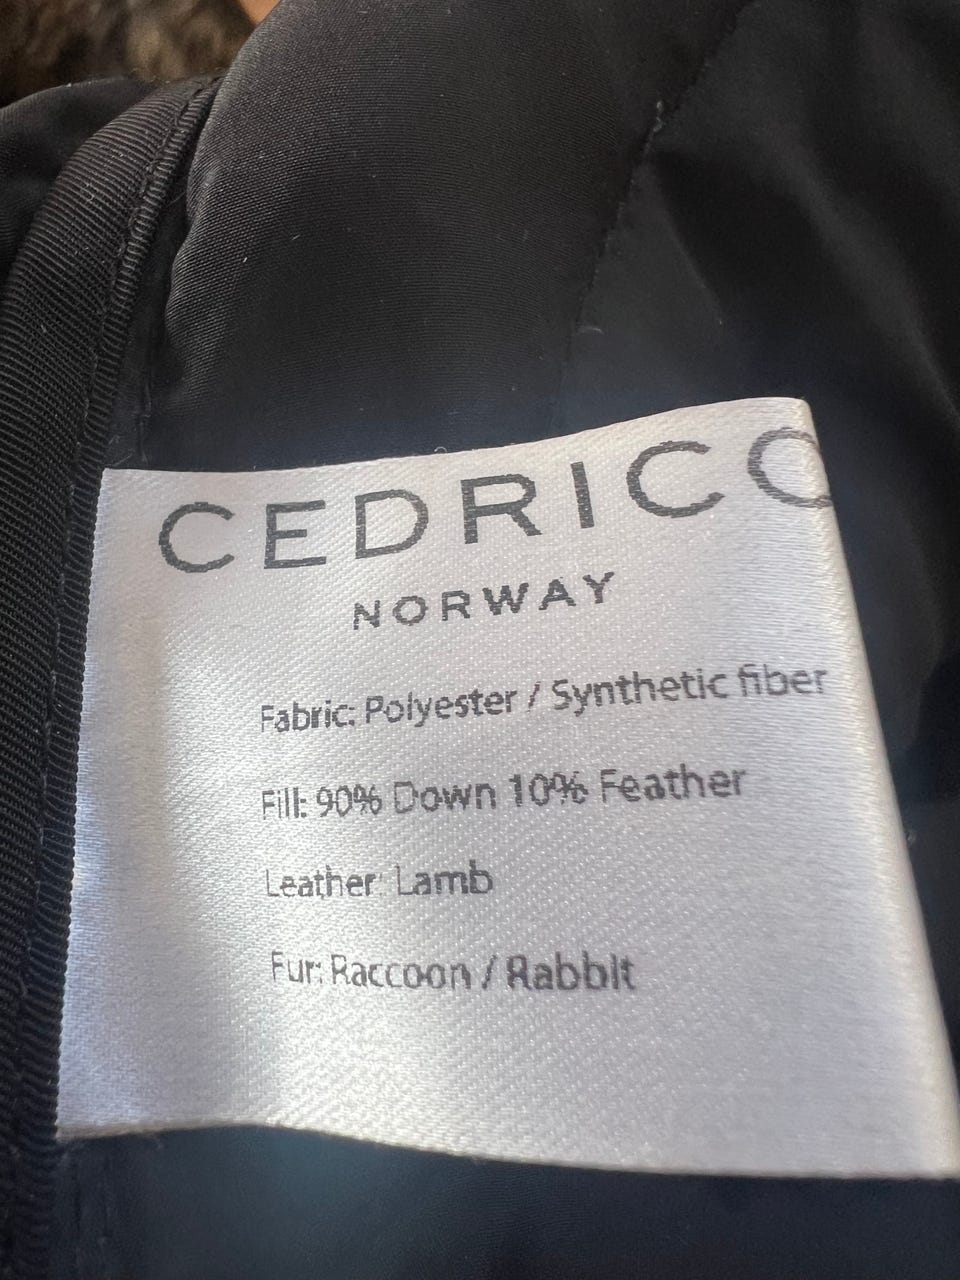 CEDRICO
NORWAY
Fabric: Polyester / Synthetic fiber
Fill: 90% Down 10% Feather
Leather: Lamb
Fur: Raccoon / Rabbit